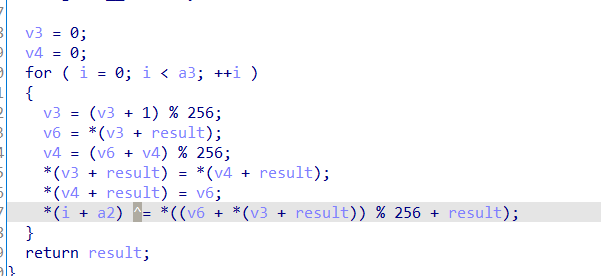 v3 = 0;
v4 = 0;
for ( i = 0; i < a3; ++i )
{
v3 = (v3 + 1) % 256;
v6 = *(v3 + result);
v4 = (v6 + v4) % 256;
*(v3 + result) = *(v4 + result);
*(v4 + result) = v6;
*(i + a2) ^= *((v6 + *(v3 + result)) % 256 + result);
}
return result;
}